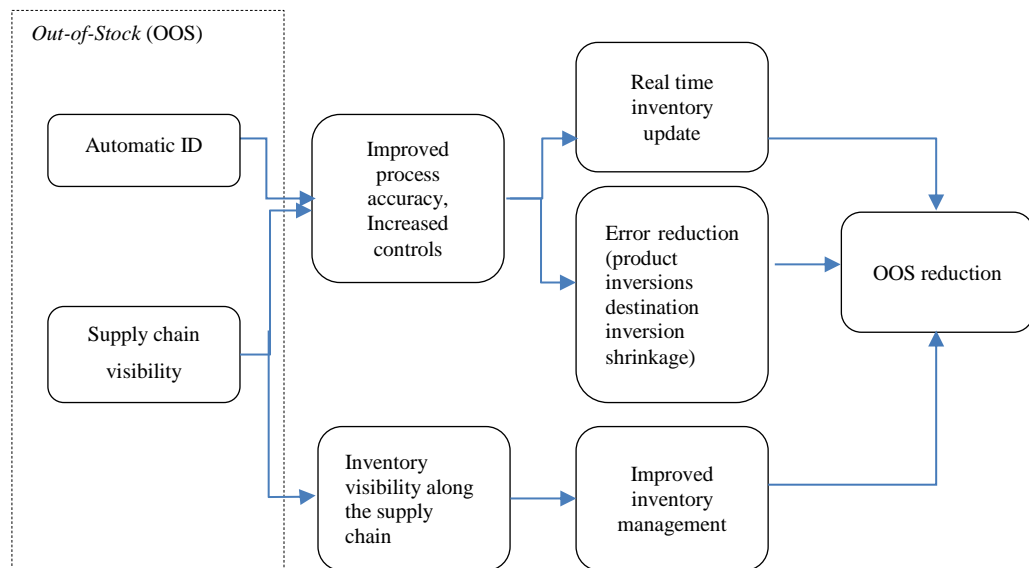 Out-of-Stock (OOS)
Automatic ID
Supply chain
visibility
Improved
process
accuracy,
Increased
controls
Inventory
visibility along
the supply
chain
Real time
inventory
update
Error reduction
(product
inversions
destination
inversion
shrinkage)
Improved
inventory
management
OOS reduction